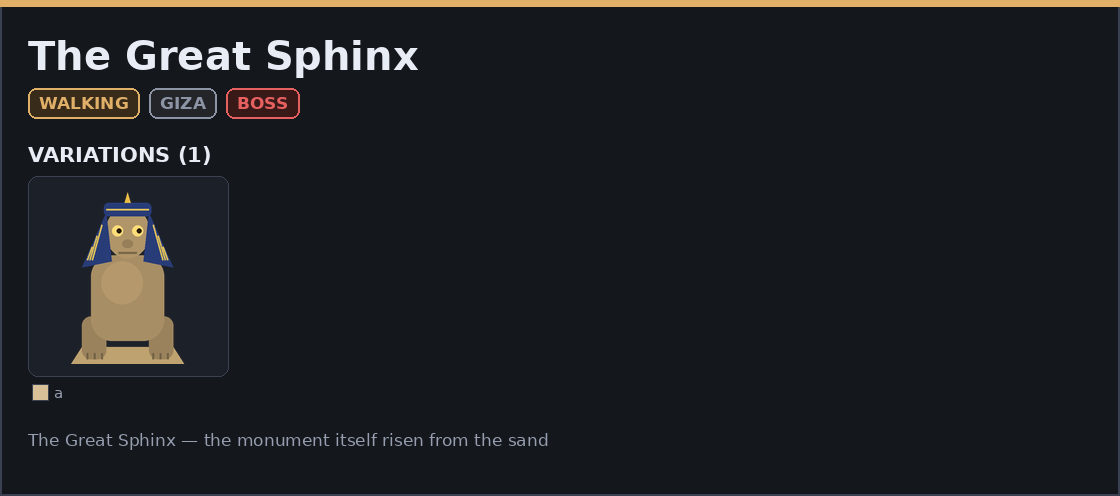 The Great Sphinx
WALKING GIZA BOSS
VARIATIONS (1)
a
The Great Sphinx — the monument itself risen from the sand